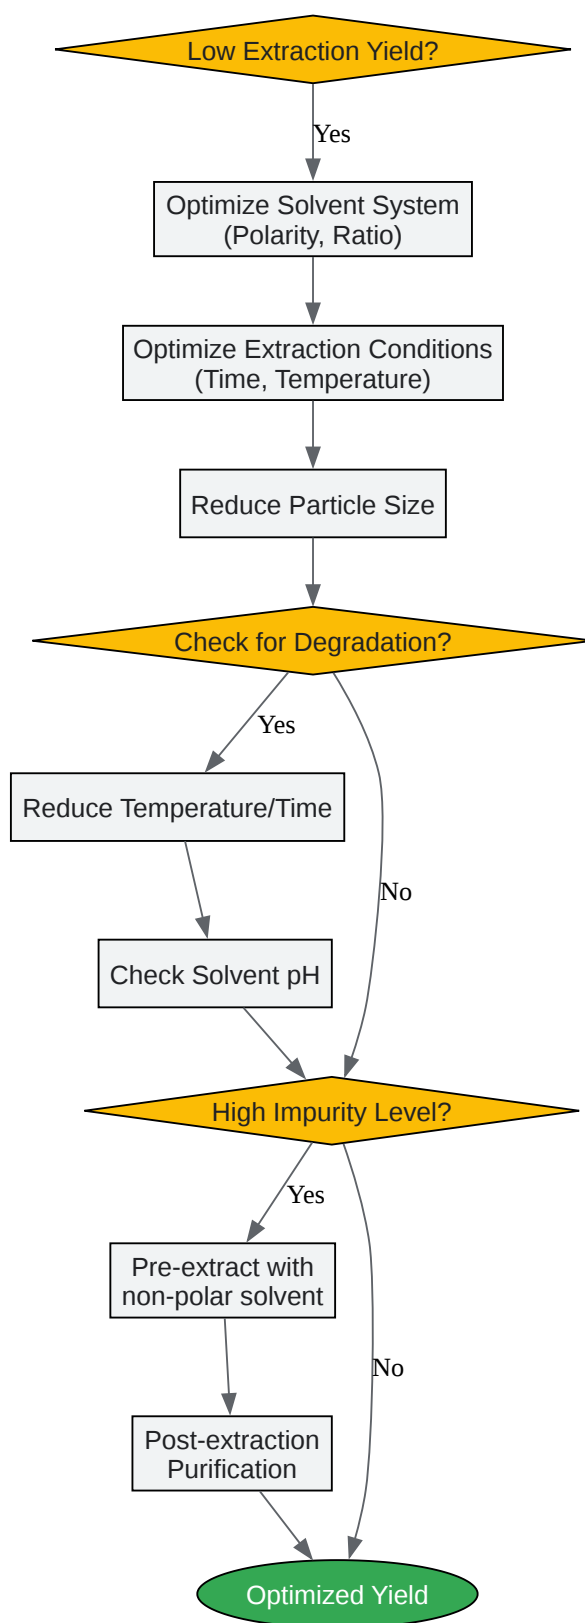 Low Extraction Yield?
Yes
Optimize Solvent System
(Polarity, Ratio)
Optimize Extraction Conditions
(Time, Temperature)
Reduce Particle Size
Check for Degradation?
Yes
Reduce Temperature/Time
No
Check Solvent pH
High Impurity Level?
Yes
Pre-extract with
non-polar solvent
No
Post-extraction
Purification
Optimized Yield